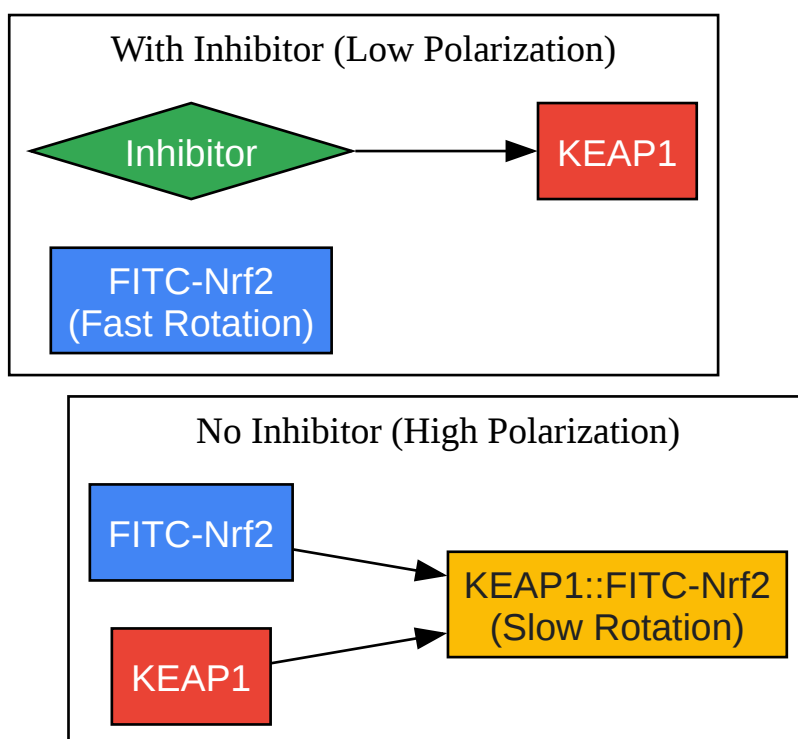 With Inhibitor (Low Polarization)
Inhibitor
KEAP1
FITC-Nrf2
(Fast Rotation)
No Inhibitor (High Polarization)
FITC-Nrf2
KEAP1::FITC-Nrf2
(Slow Rotation)
KEAP1